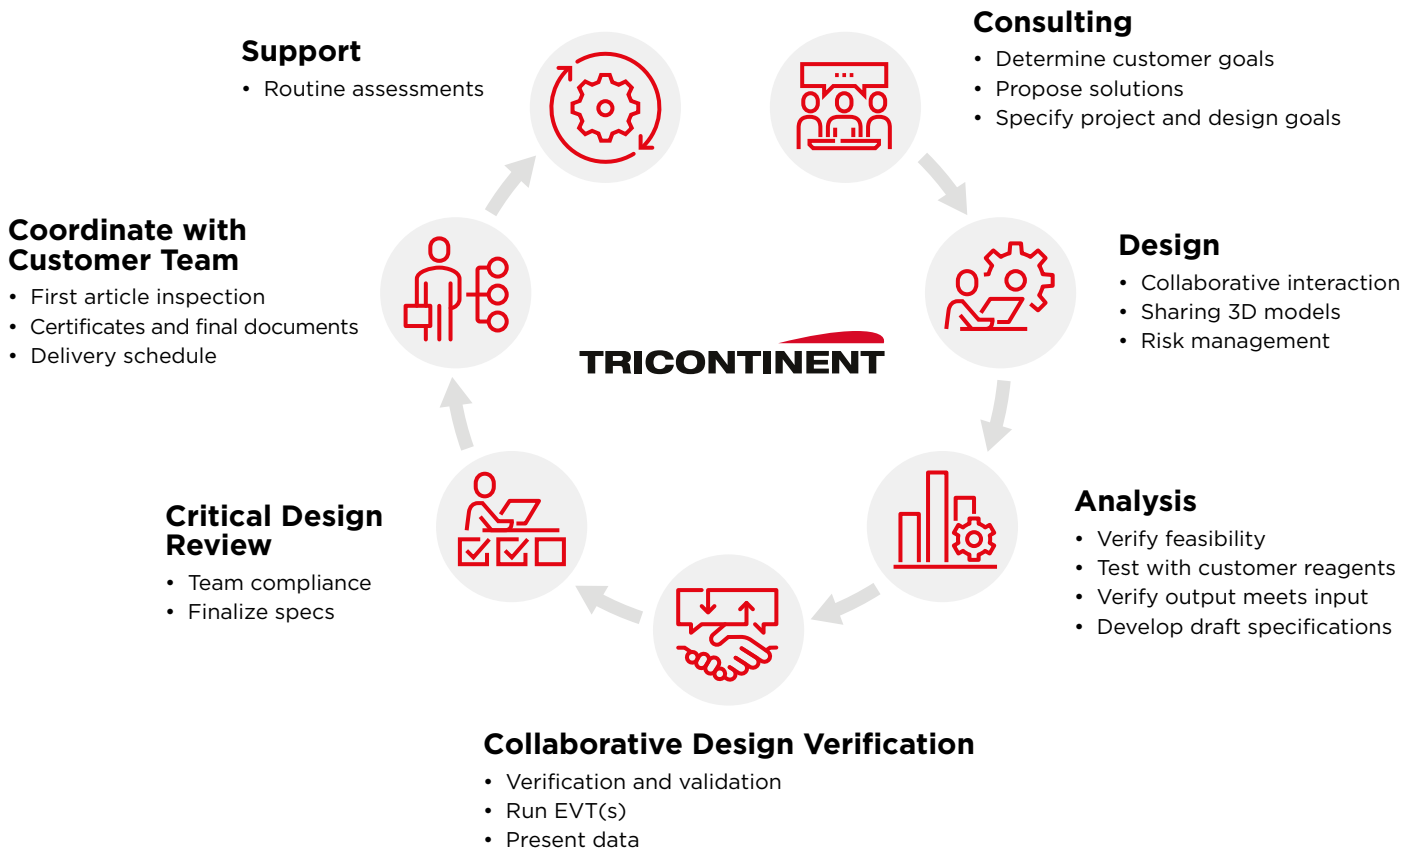 Consulting
• Determine customer goals
• Propose solutions
• Specify project and design goals
Design
• Collaborative interaction
• Sharing 3D models
• Risk management
Analysis
• Verify feasibility
• Test with customer reagents
• Verify output meets input
• Develop draft specifications
Collaborative Design Verification
• Verification and validation
• Run EVT(s)
• Present data
Critical Design
Review
• Team compliance
• Finalize specs
Coordinate with
Customer Team
• First article inspection
• Certificates and final documents
• Delivery schedule
Support
• Routine assessments
TRICONTINENT